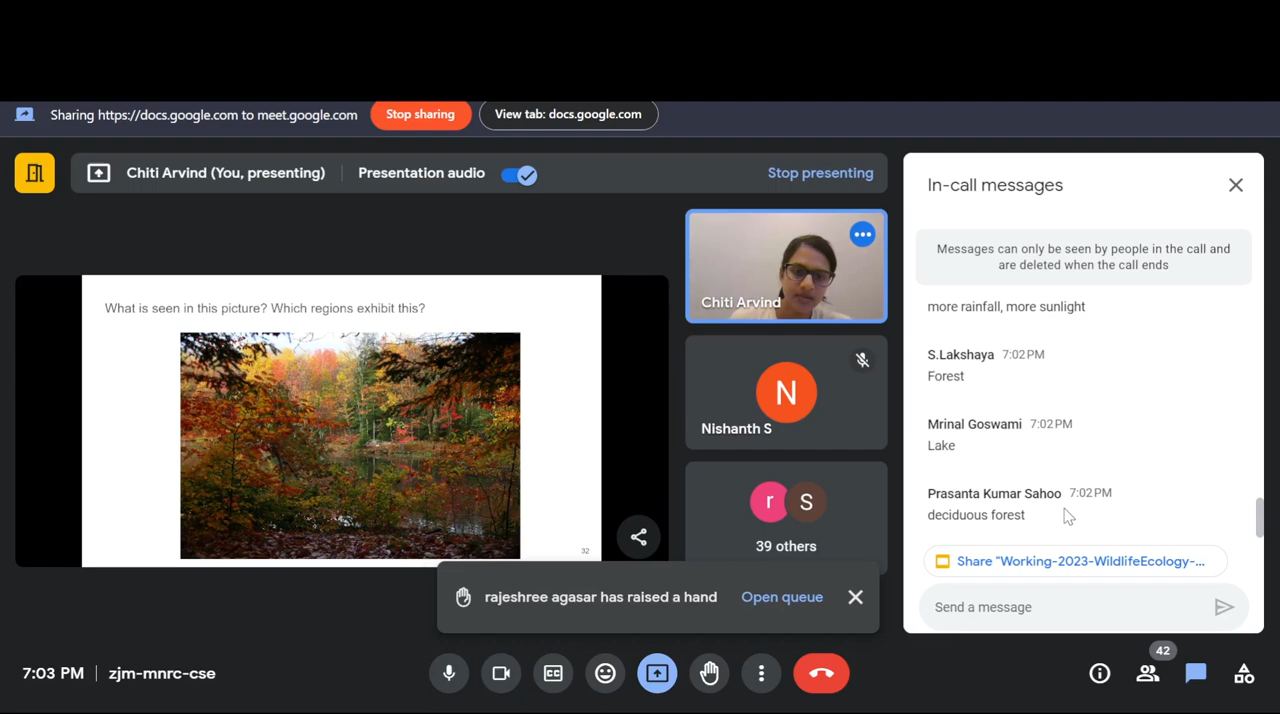 Sharing https://docs.google.com to meet.google.com Stop sharing View tab: docs.google.com
Chiti Arvind (You, presenting) Presentation audio Stop presenting
What is seen in this picture? Which regions exhibit this?
32
Chiti Arvind
N
Nishanth S
r S
39 others
rajeshree agasar has raised a hand Open queue
In-call messages
Messages can only be seen by people in the call and
are deleted when the call ends
more rainfall, more sunlight
S.Lakshaya 7:02 PM
Forest
Mrinal Goswami 7:02 PM
Lake
Prasanta Kumar Sahoo 7:02 PM
deciduous forest
Share "Working-2023-WildlifeEcology-...
Send a message
7:03 PM | zjm-mnrc-cse
CC
42